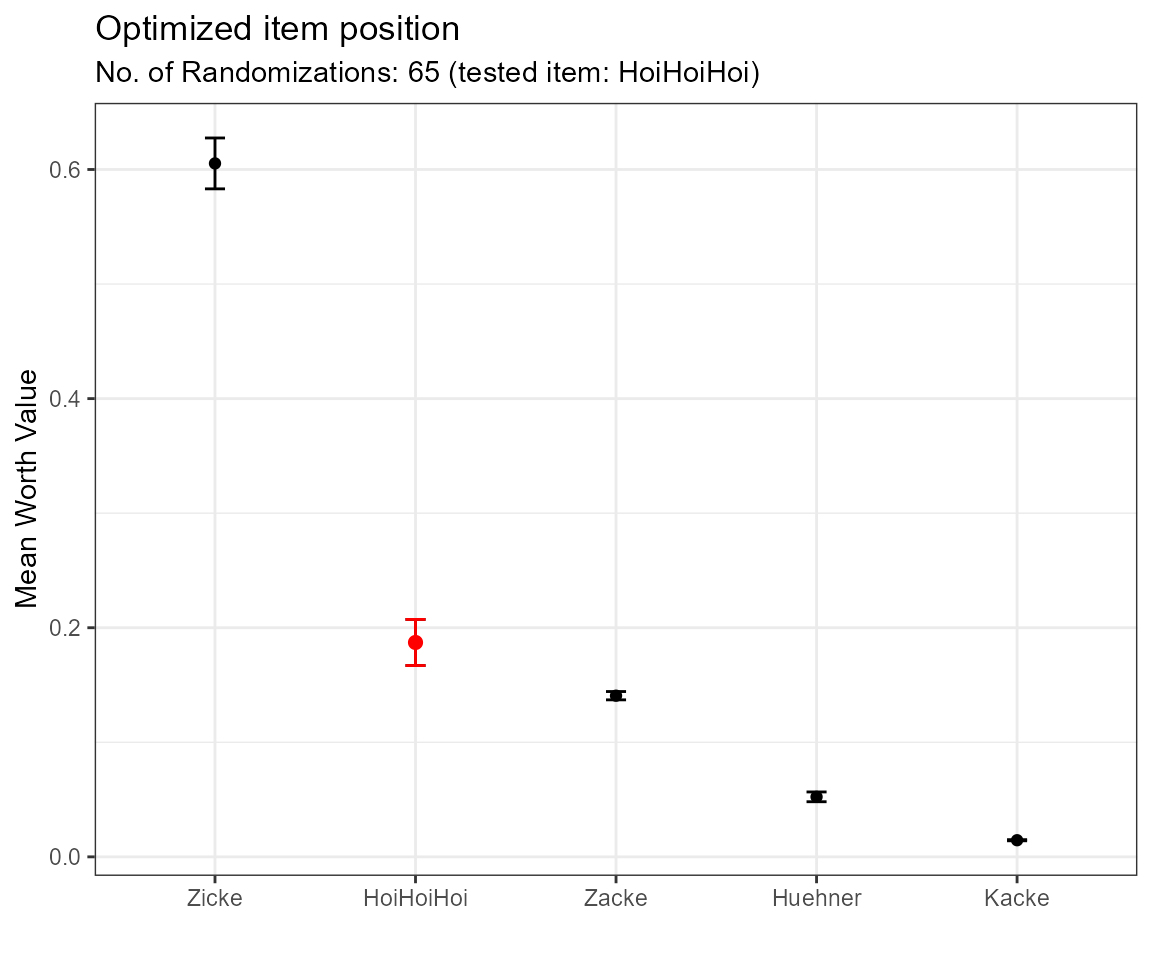 Optimized item position
No. of Randomizations: 65 (tested item: HoiHoiHoi)
Mean Worth Value
0.6
0.4
0.2
0.0
Zicke HoiHoiHoi Zacke Huehner Kacke